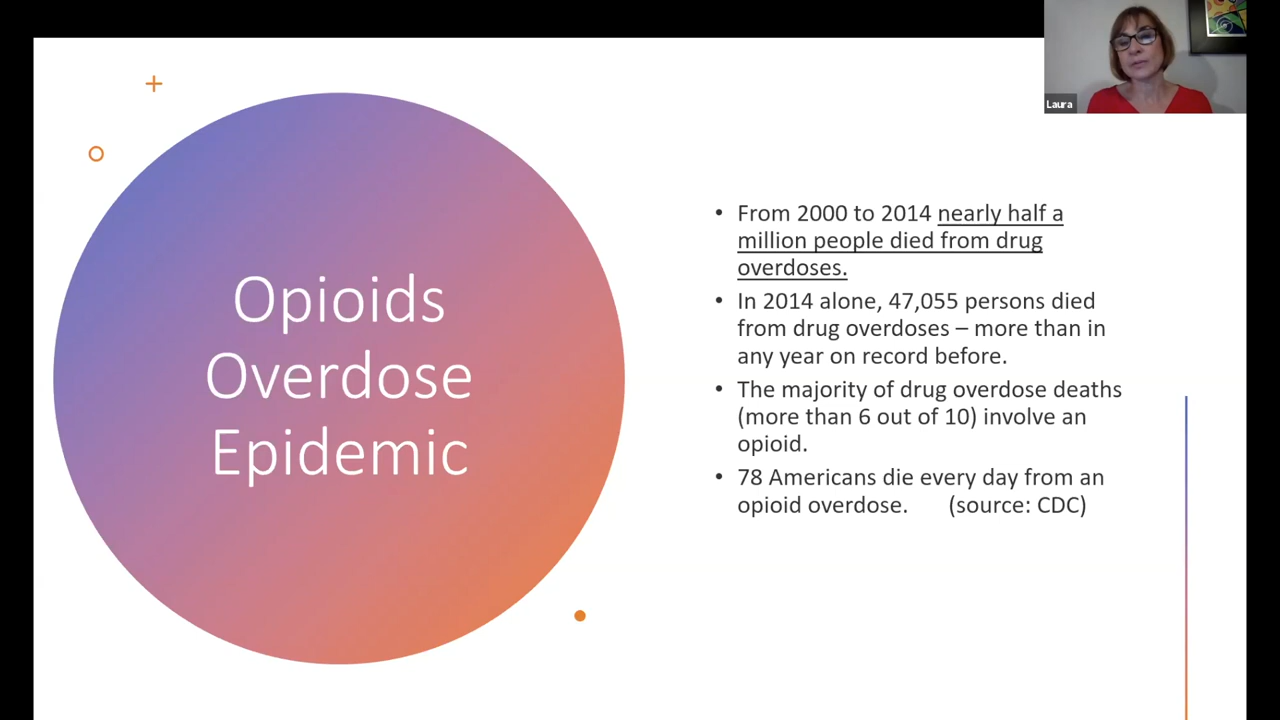 Laura
Opioids
Overdose
Epidemic
• From 2000 to 2014 nearly half a
million people died from drug
overdoses.
• In 2014 alone, 47,055 persons died
from drug overdoses – more than in
any year on record before.
• The majority of drug overdose deaths
(more than 6 out of 10) involve an
opioid.
• 78 Americans die every day from an
opioid overdose. (source: CDC)